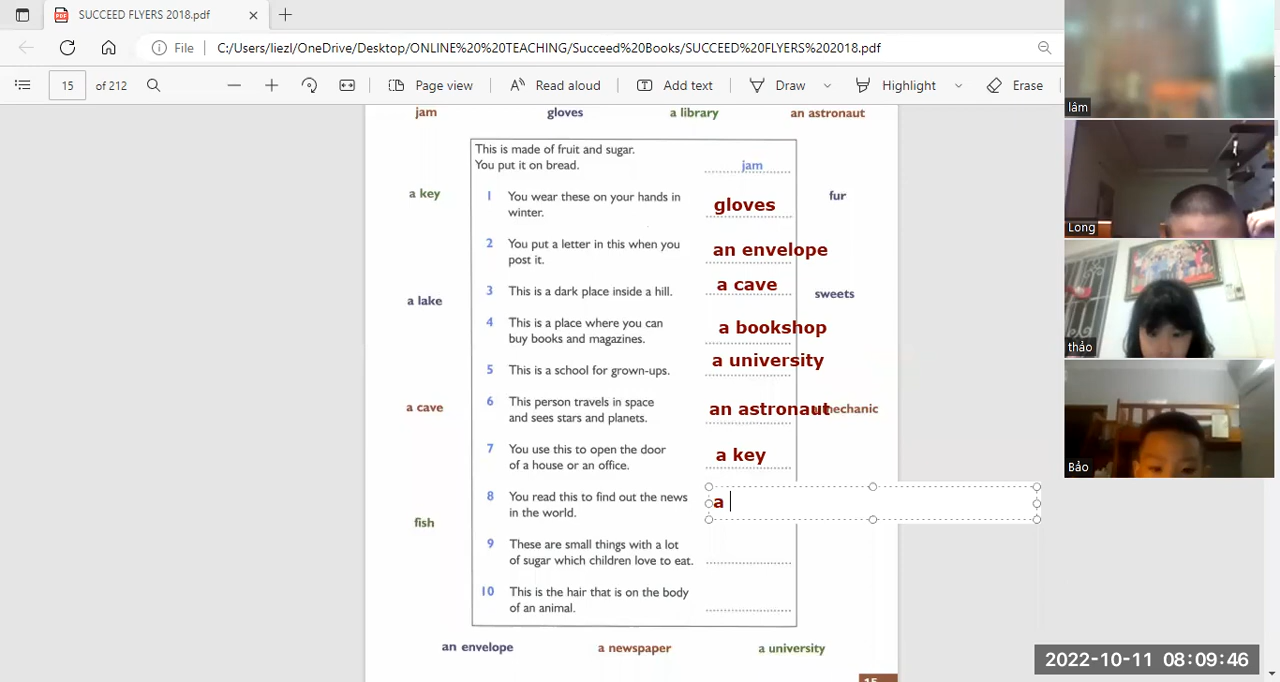 SUCCEED FLYERS 2018.pdf
File C:/Users/liezl/OneDrive/Desktop/ONLINE%20%20TEACHING/Succeed%20Books/SUCCEED%20FLYERS%202018.pdf
15 of 212 Page view Read aloud Add text Draw Highlight Erase
jam gloves a library an astronaut
This is made of fruit and sugar.
You put it on bread. jam
a key fur
1 You wear these on your hands in
winter. gloves
2 You put a letter in this when you
post it. an envelope
a lake sweets
3 This is a dark place inside a hill. a cave
4 This is a place where you can
buy books and magazines. a bookshop
5 This is a school for grown-ups. a university
a cave mechanic
6 This person travels in space
and sees stars and planets. an astronaut
7 You use this to open the door
of a house or an office. a key
8 You read this to find out the news
in the world. a
fish
9 These are small things with a lot
of sugar which children love to eat.
10 This is the hair that is on the body
of an animal.
an envelope a newspaper a university
15
lâm
Long
thảo
Bảo
2022-10-11 08:09:46